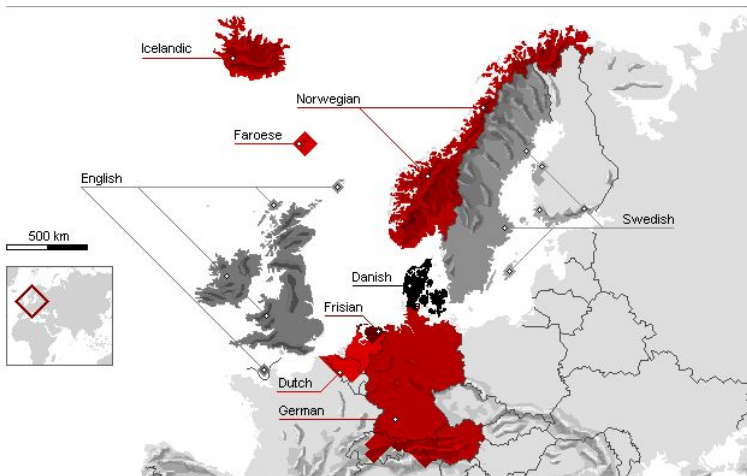 Icelandic
Norwegian
Faroese
English
Swedish
500 km
Danish
Frisian
Dutch
German